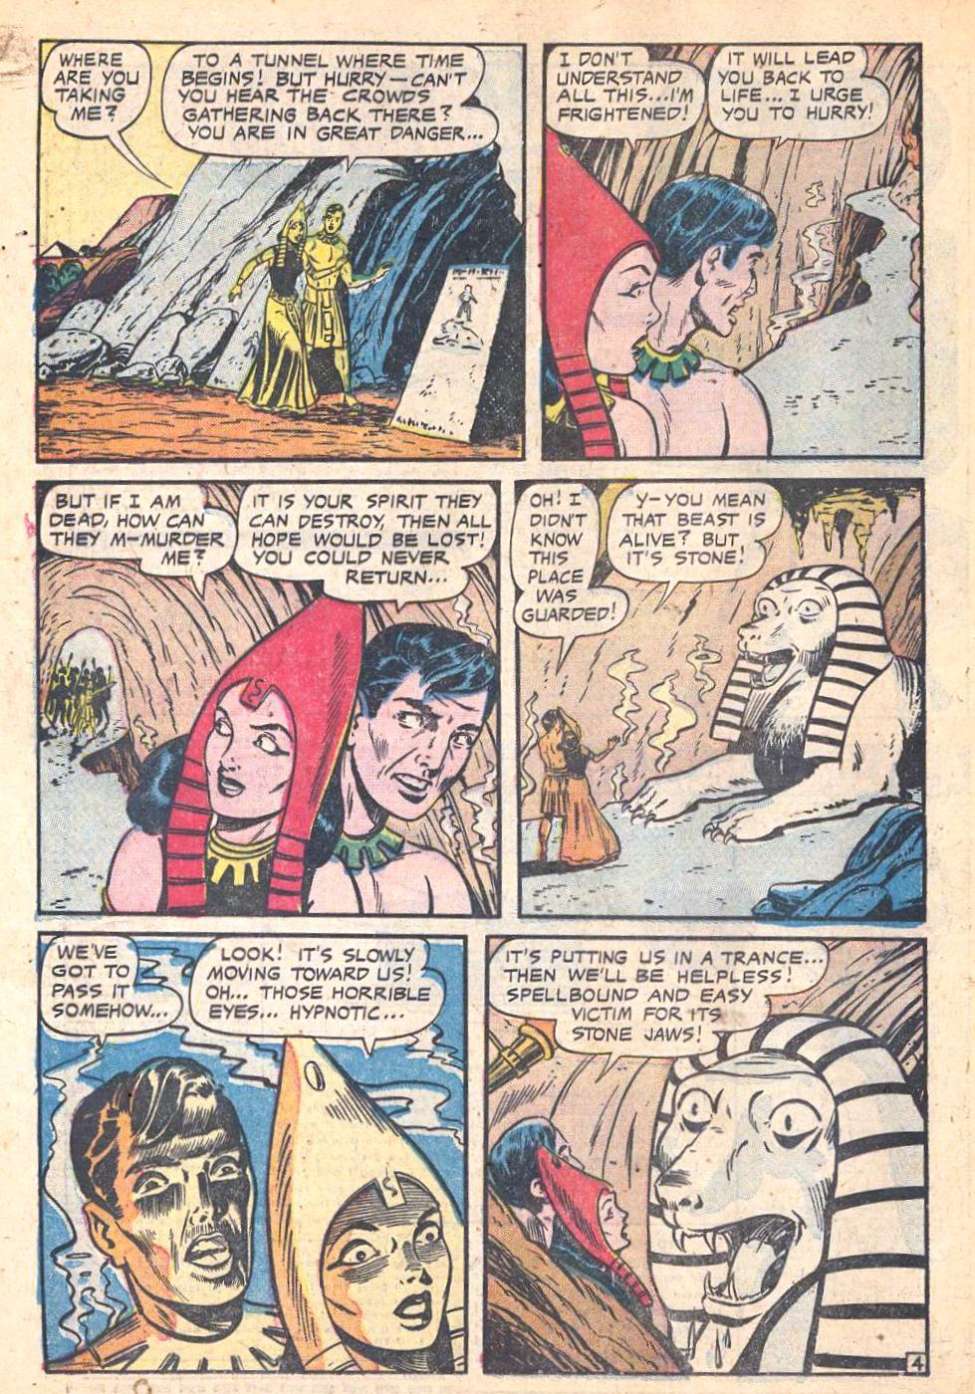 WHERE
ARE YOU
TAKING
ME?
TO A TUNNEL WHERE TIME
BEGINS! BUT HURRY—CAN'T
YOU HEAR THE CROWDS
GATHERING BACK THERE?
YOU ARE IN GREAT DANGER...
I DON'T
UNDERSTAND
ALL THIS...I'M
FRIGHTENED!
IT WILL LEAD
YOU BACK TO
LIFE... I URGE
YOU TO HURRY!
BUT IF I AM
DEAD, HOW CAN
THEY M-MURDER
ME?
IT IS YOUR SPIRIT THEY
CAN DESTROY, THEN ALL
HOPE WOULD BE LOST!
YOU COULD NEVER
RETURN...
OH! I
DIDN'T
KNOW
THIS
PLACE
WAS
GUARDED!
Y-YOU MEAN
THAT BEAST IS
ALIVE? BUT
IT'S STONE!
WE'VE
GOT TO
PASS IT
SOMEHOW...
LOOK! IT'S SLOWLY
MOVING TOWARD US!
OH... THOSE HORRIBLE
EYES... HYPNOTIC...
IT'S PUTTING US IN A TRANCE...
THEN WE'LL BE HELPLESS!
SPELLBOUND AND EASY
VICTIM FOR ITS
STONE JAWS!
4